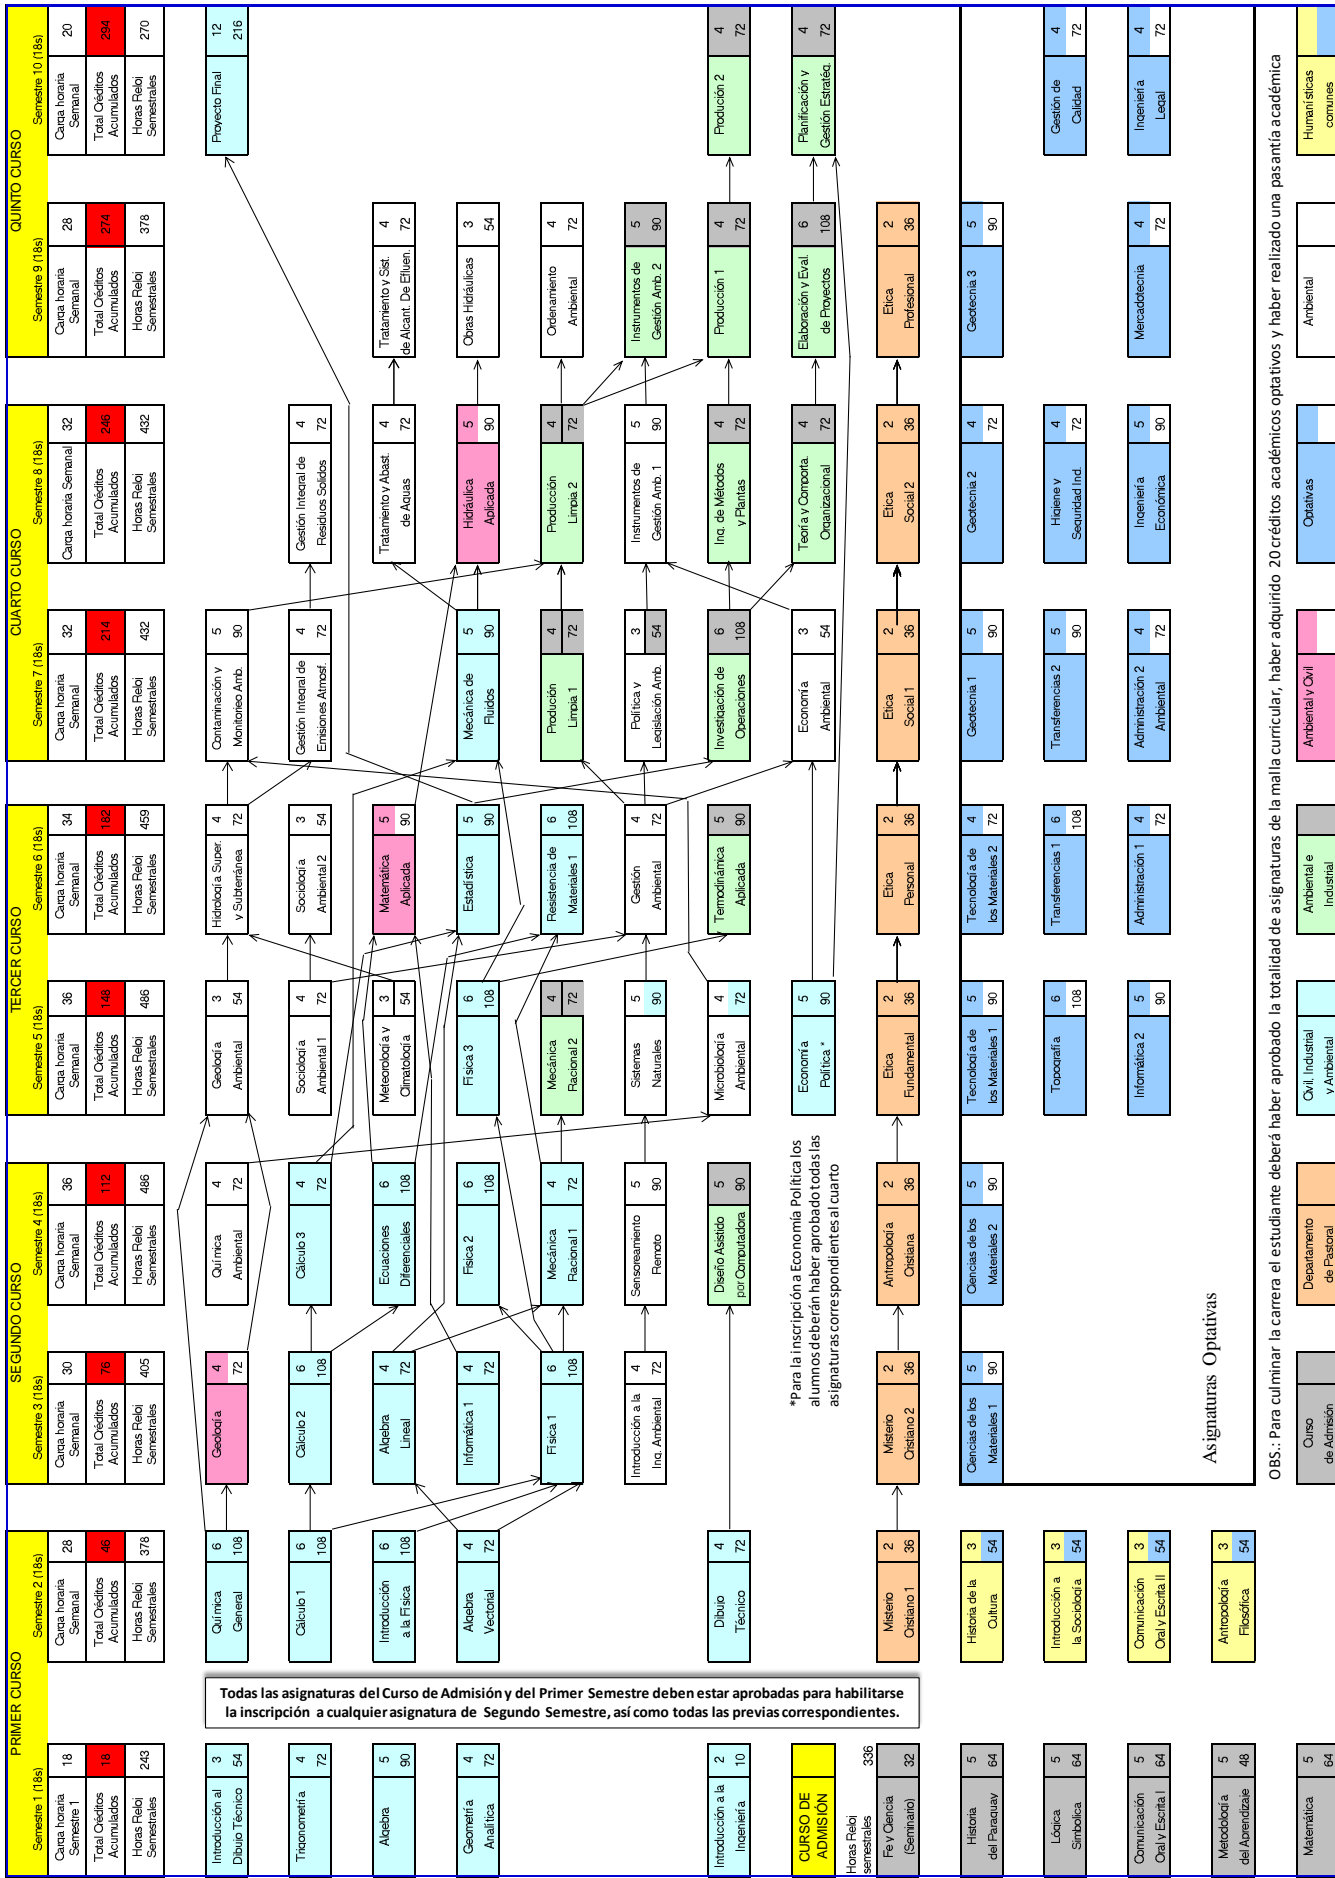 PRIMER CURSO
SEGUNDO CURSO
TERCER CURSO
CUARTO CURSO
QUINTO CURSO
Semestre 1 (18s)
Semestre 2 (18s)
Semestre 3 (18s)
Semestre 4 (18s)
Semestre 5 (18s)
Semestre 6 (18s)
Semestre 7 (18s)
Semestre 8 (18s)
Semestre 9 (18s)
Semestre 10 (18s)
Carga horaria
Semestre 1
18
Carga horaria
Semanal
28
Carga horaria
Semanal
30
Carga horaria
Semanal
36
Carga horaria
Semanal
36
Carga horaria
Semanal
34
Carga horaria
Semanal
32
Carga horaria Semanal
32
Carga horaria
Semanal
28
Carga horaria
Semanal
20
Total Créditos
Acumulados
18
Total Créditos
Acumulados
46
Total Créditos
Acumulados
76
Total Créditos
Acumulados
112
Total Créditos
Acumulados
148
Total Créditos
Acumulados
182
Total Créditos
Acumulados
214
Total Créditos
Acumulados
246
Total Créditos
Acumulados
274
Total Créditos
Acumulados
294
Horas Reloj
Semestrales
243
Horas Reloj
Semestrales
378
Horas Reloj
Semestrales
405
Horas Reloj
Semestrales
486
Horas Reloj
Semestrales
486
Horas Reloj
Semestrales
459
Horas Reloj
Semestrales
432
Horas Reloj
Semestrales
432
Horas Reloj
Semestrales
378
Horas Reloj
Semestrales
270
Introducción al 3
Dibujo Técnico 54
Química 6
General 108
Geología 4
72
Química 4
Ambiental 72
Geología 3
Ambiental 54
Hidrología Super. 4
y Subterránea 72
Contaminación y 5
Monitorieo Amb. 90
Proyecto Final 12
216
Trigonometría 4
72
Cálculo 1 6
108
Cálculo 2 6
108
Cálculo 3 4
72
Sociología 4
Ambiental 1 72
Sociología 3
Ambiental 2 54
Gestión Integral de 4
Emisiones Atmosf. 72
Gestión Integral de 4
Residuos Solidos 72
Algebra 5
90
Introducción 6
a la Física 108
Algebra 4
Lineal 72
Ecuaciones 6
Diferenciales 108
Meteorología y 3
Climatología 54
Matemática 5
Aplicada 90
Tratamiento y Abast. 4
de Aguas 72
Tratamiento y Sist. 4
de Alcant. De Efluen. 72
Geometría 4
Analítica 72
Algebra 4
Vectorial 72
Informática 1 4
72
Fisica 2 6
108
Física 3 6
108
Estadística 5
90
Mecánica de 5
Fluidos 90
Hidráulica 5
Aplicada 90
Obras Hidráulicas 3
54
Física 1 6
108
Mecánica 4
Racional 1 72
Mecánica 4
Racional 2 72
Resistencia de 6
Materiales 1 108
Produción 4
Limpia 1 72
Producción 4
Limpia 2 72
Ordenamiento 4
Ambiental 72
Introducción a la 4
Ing. Ambiental 72
Sensoreamiento 5
Remoto 90
Sistemas 5
Naturales 90
Gestión 4
Ambiental 72
Política y 3
Legislación Amb. 54
Instrumentos de 5
Gestión Amb 1 90
Instrumentos de 5
Gestión Amb. 2 90
Introducción a la 2
Ingeniería 10
Dibujo 4
Técnico 72
Diseño Asistido 5
por Computadora 90
Microbiología 4
Ambiental 72
Termodinámica 5
Aplicada 90
Investigación de 6
Operaciones 108
Ing. de Métodos 4
y Plantas 72
Producción 1 4
72
Produción 2 4
72
Todas las asignaturas del Curso de Admisión y del Primer Semestre deben estar aprobadas para habilitarse
la inscripción a cualquier asignatura de Segundo Semestre, así como todas las previas correspondientes.
CURSO DE
ADMISIÓN
*Para la inscripción a Economía Política los
alumnos deberán haber aprobado todas las
asignaturas correspondientes al cuarto
Economía 5
Política * 90
Economía 3
Ambiental 54
Teoría y Comporta. 4
Organizacional 72
Elaboración y Eval. 6
de Proyectos 108
Planificación y 4
Gestión Estratég. 72
Horas Reloj
semestrales
336
Fe y Ciencia
(Seminario) 32
Misterio 2
Cristiano 1 36
Misterio 2
Cristiano 2 36
Antropología 2
Cristiana 36
Etica 2
Fundamental 36
Etica 2
Personal 36
Etica 2
Social 1 36
Etica 2
Social 2 36
Etica 2
Profesional 36
Historia 5
del Paraguay 64
Historia de la 3
Cultura 54
Ciencias de los 5
Materiales 1 90
Ciencias de los 5
Materiales 2 90
Tecnología de 5
los Materiales 1 90
Tecnología de 4
los Materiales 2 72
Geotecnia 1 5
90
Geotecnia 2 4
72
Geotecnia 3 5
90
Lógica 5
Simbolica 64
Introducción a 3
la Sociología 54
Topografía 6
108
Transferencias 1 6
108
Transferencias 2 5
90
Higiene y 4
Seguridad Ind. 72
Gestión de 4
Calidad 72
Comunicación 5
Oral y Escrita I 64
Comunicación 3
Oral y Escrita II 54
Informática 2 5
90
Administración 1 4
72
Administración 2 4
Ambiental 72
Ingeniería 5
Económica 90
Mercadotecnia 4
72
Ingeniería 4
Legal 72
Metodología 5
del Aprendizaje 48
Antropología 3
Filosófica 54
Asignaturas Optativas
OBS.: Para culminar la carrera el estudiante deberá haber aprobado la totalidad de asignaturas de la malla curricular, haber adquirido 20 créditos académicos optativos y haber realizado una pasantía académica
Matemática 5
64
Curso
de Admisión
Departamento
de Pastoral
Civil, Industrial
y Ambiental
Ambiental e
Industrial
Ambiental y Civil
Optativas
Ambiental
Humanísticas
comunes